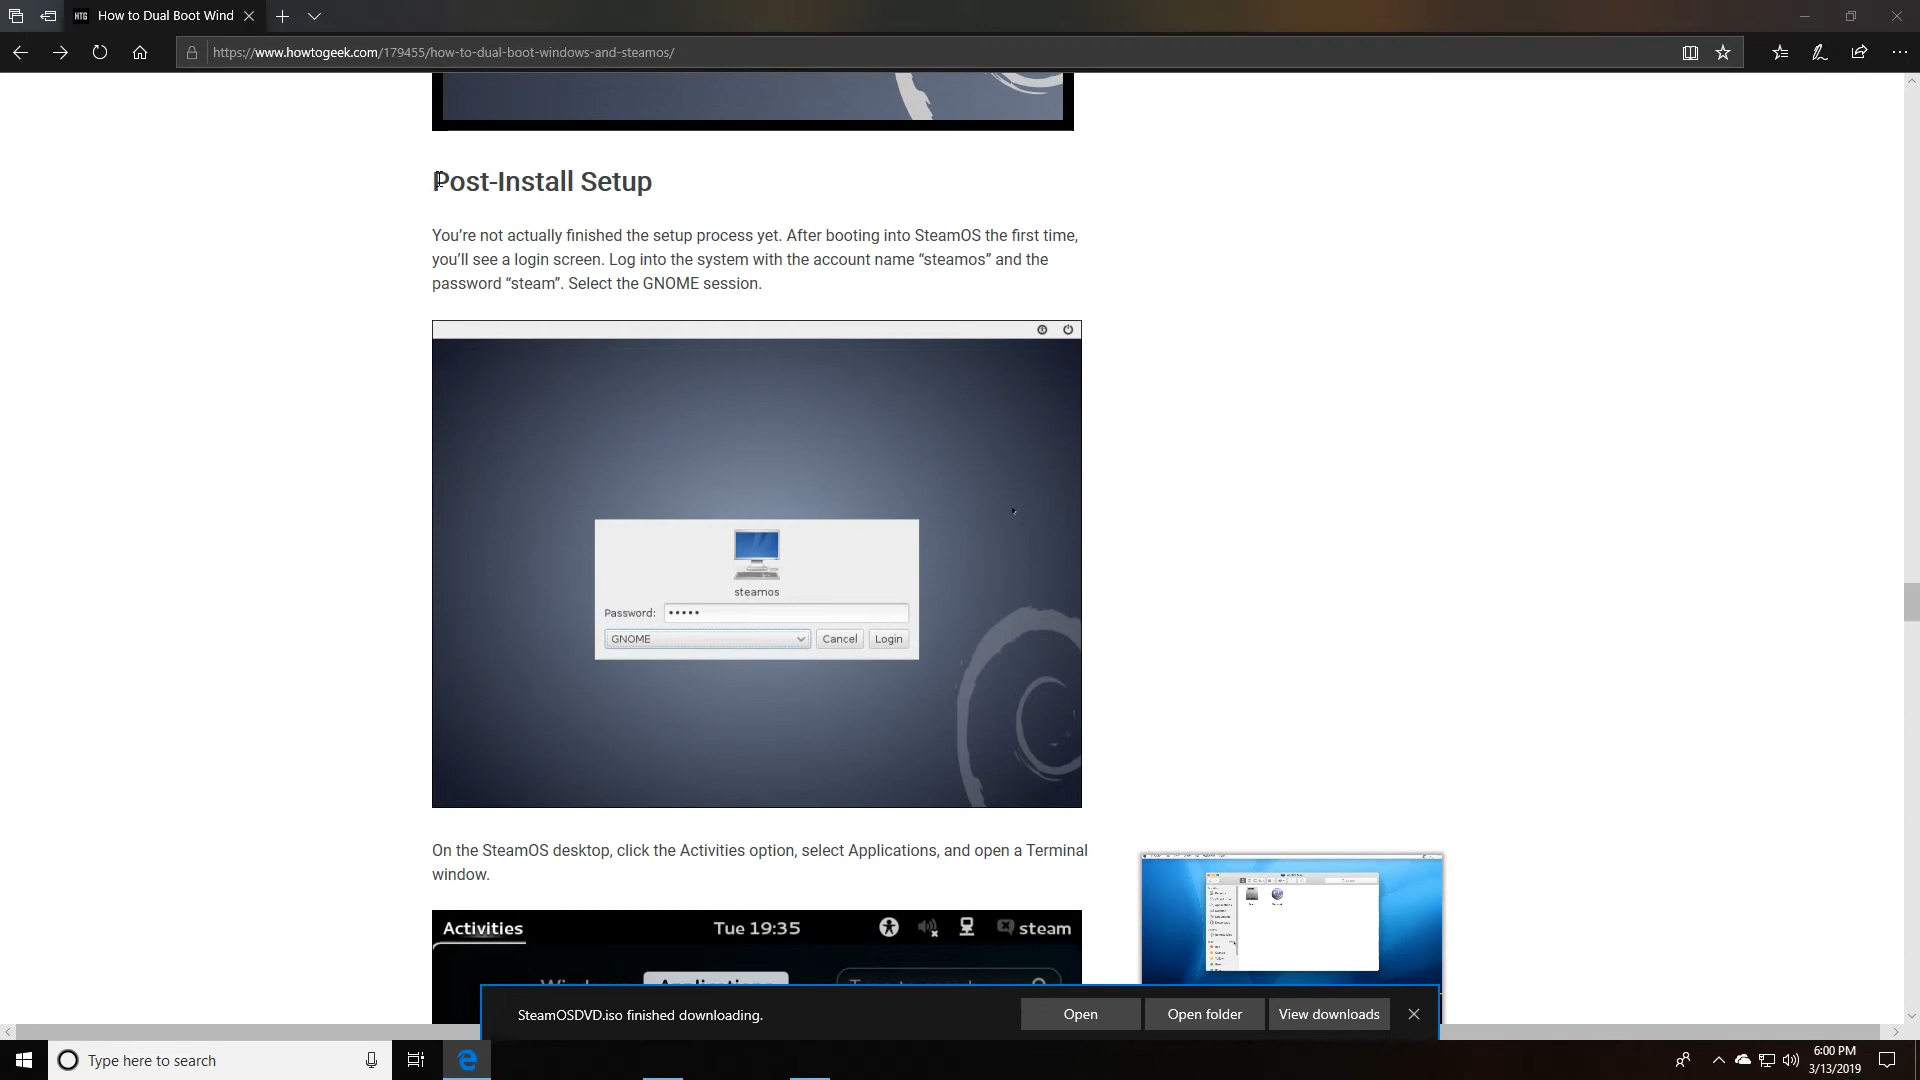 HTG How to Dual Boot Wind
https://www.howtogeek.com/179455/how-to-dual-boot-windows-and-steamos/
Post-Install Setup
You’re not actually finished the setup process yet. After booting into SteamOS the first time,
you’ll see a login screen. Log into the system with the account name “steamos” and the
password “steam”. Select the GNOME session.
steamos
Password: •••••
GNOME Cancel Login
On the SteamOS desktop, click the Activities option, select Applications, and open a Terminal
window.
Activities Tue 19:35 steam
SteamOSDVD.iso finished downloading. Open Open folder View downloads
Type here to search
6:00 PM
3/13/2019